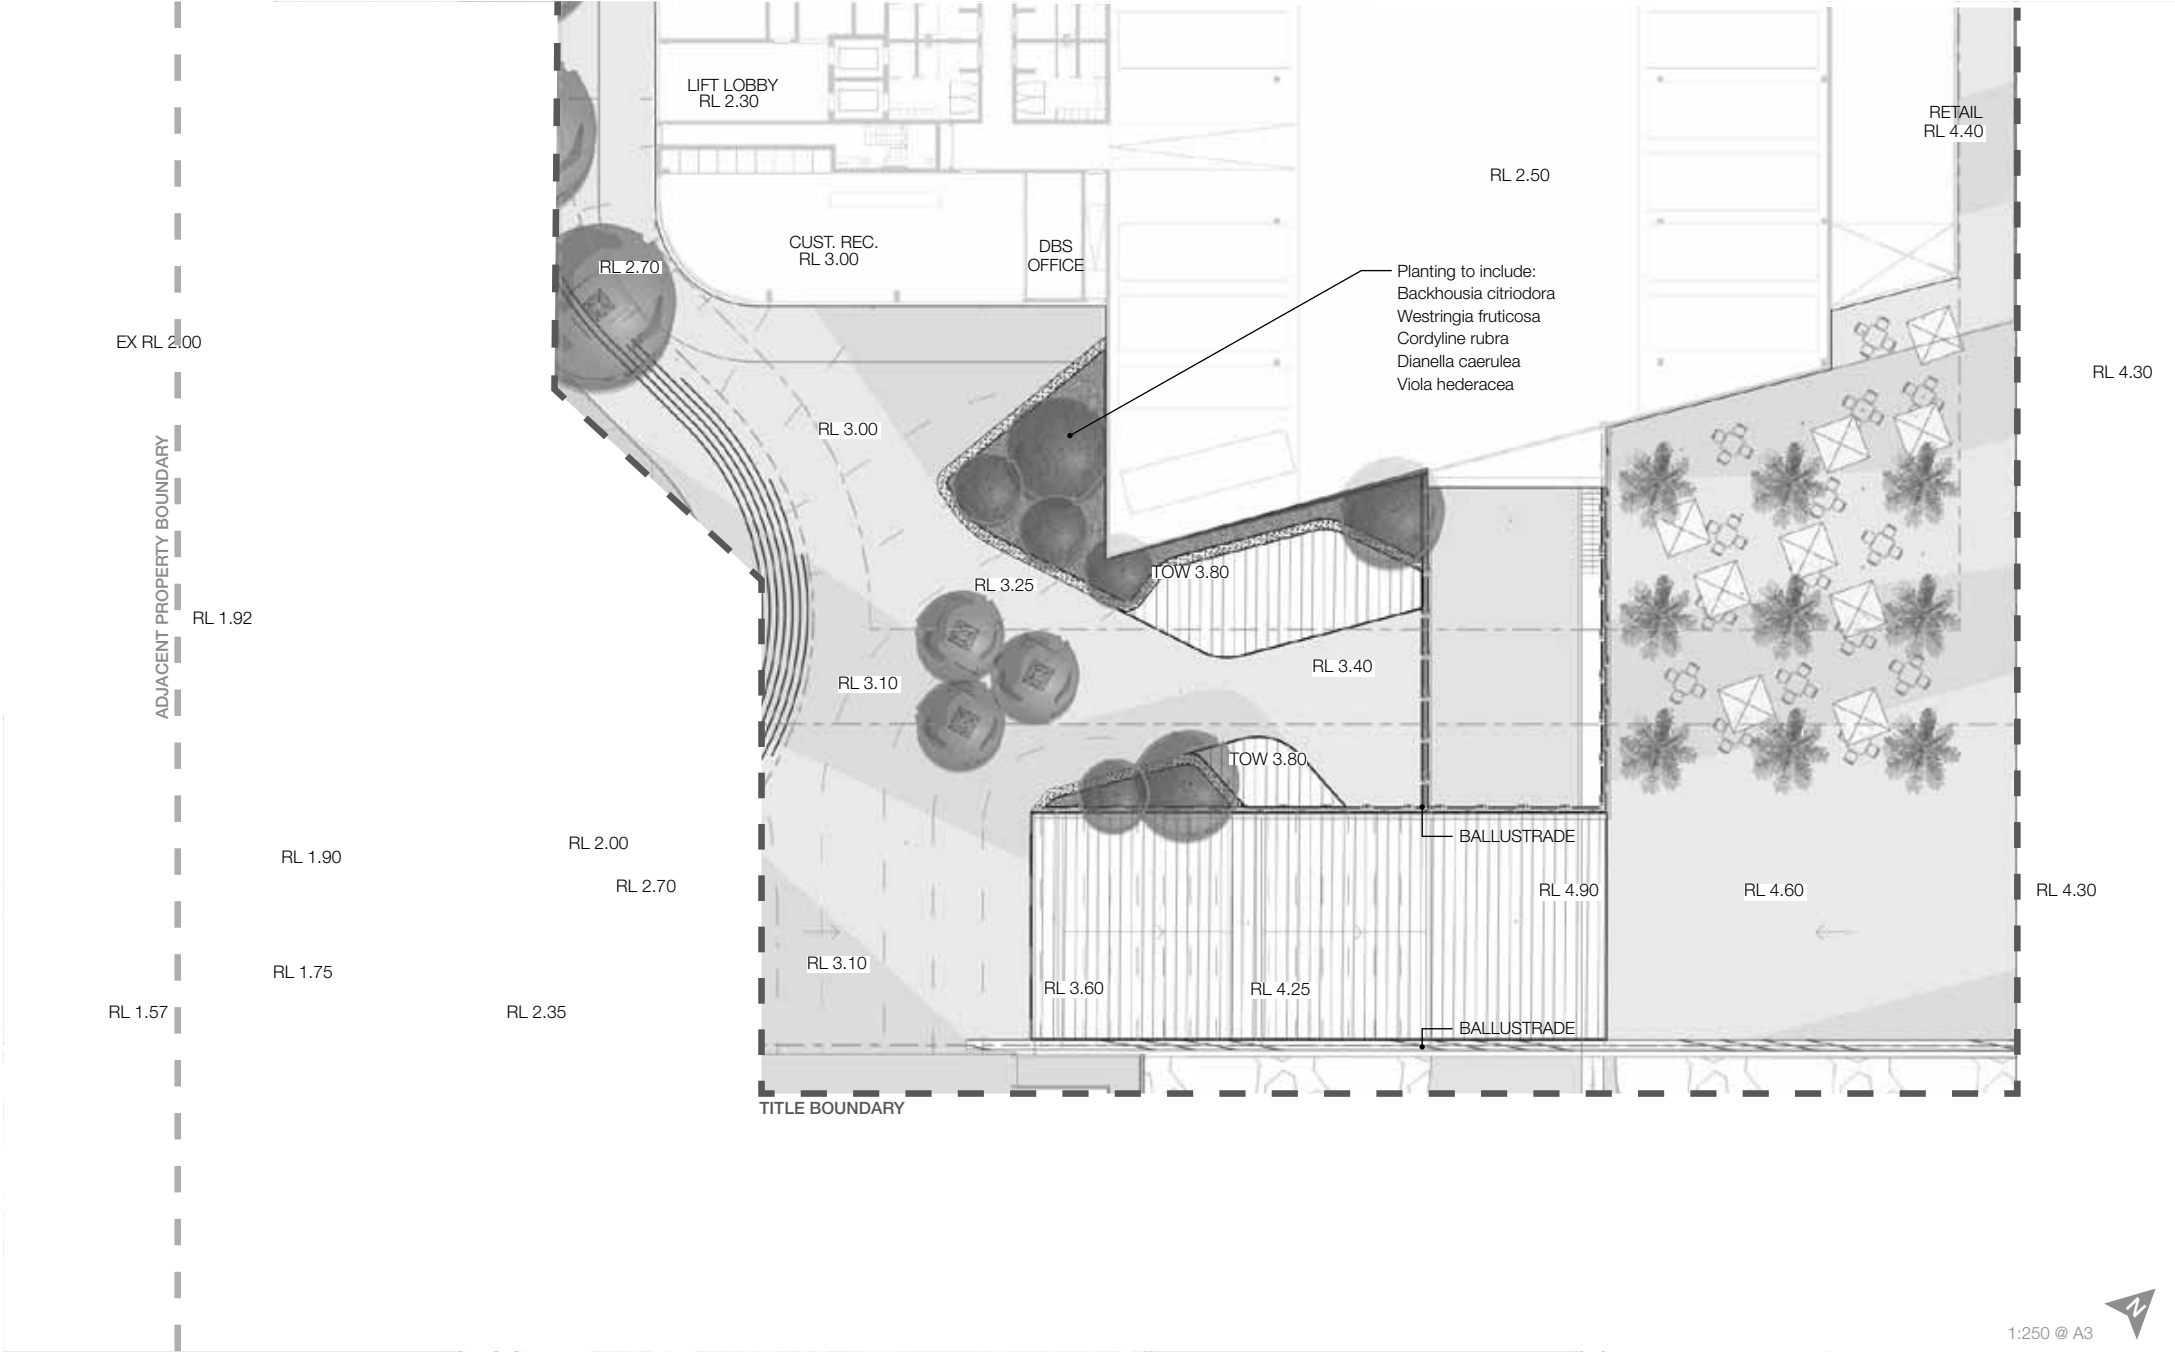 LIFT LOBBY
RL 2.30
RETAIL
RL 4.40
RL 2.50
CUST. REC.
RL 3.00
DBS
OFFICE
RL 2.70
Planting to include:
Backhousia citriodora
Westringia fruticosa
Cordyline rubra
Dianella caerulea
Viola hederacea
EX RL 2.00
RL 4.30
RL 3.00
ADJACENT PROPERTY BOUNDARY
TOW 3.80
RL 3.25
RL 1.92
RL 3.40
RL 3.10
TOW 3.80
BALLUSTRADE
RL 2.00
RL 1.90
RL 2.70
RL 4.90
RL 4.60
RL 4.30
RL 3.10
RL 1.75
RL 3.60
RL 4.25
RL 1.57
RL 2.35
BALLUSTRADE
TITLE BOUNDARY
N
1:250 @ A3